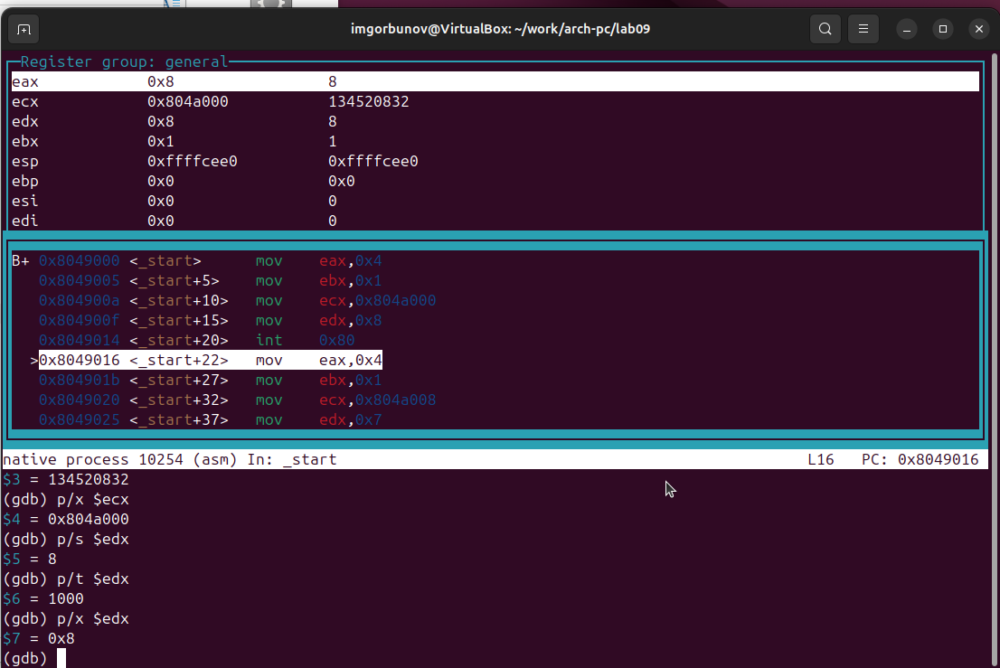 imgorbunov@VirtualBox: ~/work/arch-pc/lab09
Register group: general
eax 0x8 8
ecx 0x804a000 134520832
edx 0x8 8
ebx 0x1 1
esp 0xffffcee0 0xffffcee0
ebp 0x0 0x0
esi 0x0 0
edi 0x0 0
B+ 0x8049000 <_start> mov eax,0x4
0x8049005 <_start+5> mov ebx,0x1
0x804900a <_start+10> mov ecx,0x804a000
0x804900f <_start+15> mov edx,0x8
0x8049014 <_start+20> int 0x80
>0x8049016 <_start+22> mov eax,0x4
0x804901b <_start+27> mov ebx,0x1
0x8049020 <_start+32> mov ecx,0x804a008
0x8049025 <_start+37> mov edx,0x7
native process 10254 (asm) In: _start L16 PC: 0x8049016
$3 = 134520832
(gdb) p/x $ecx
$4 = 0x804a000
(gdb) p/s $edx
$5 = 8
(gdb) p/t $edx
$6 = 1000
(gdb) p/x $edx
$7 = 0x8
(gdb)